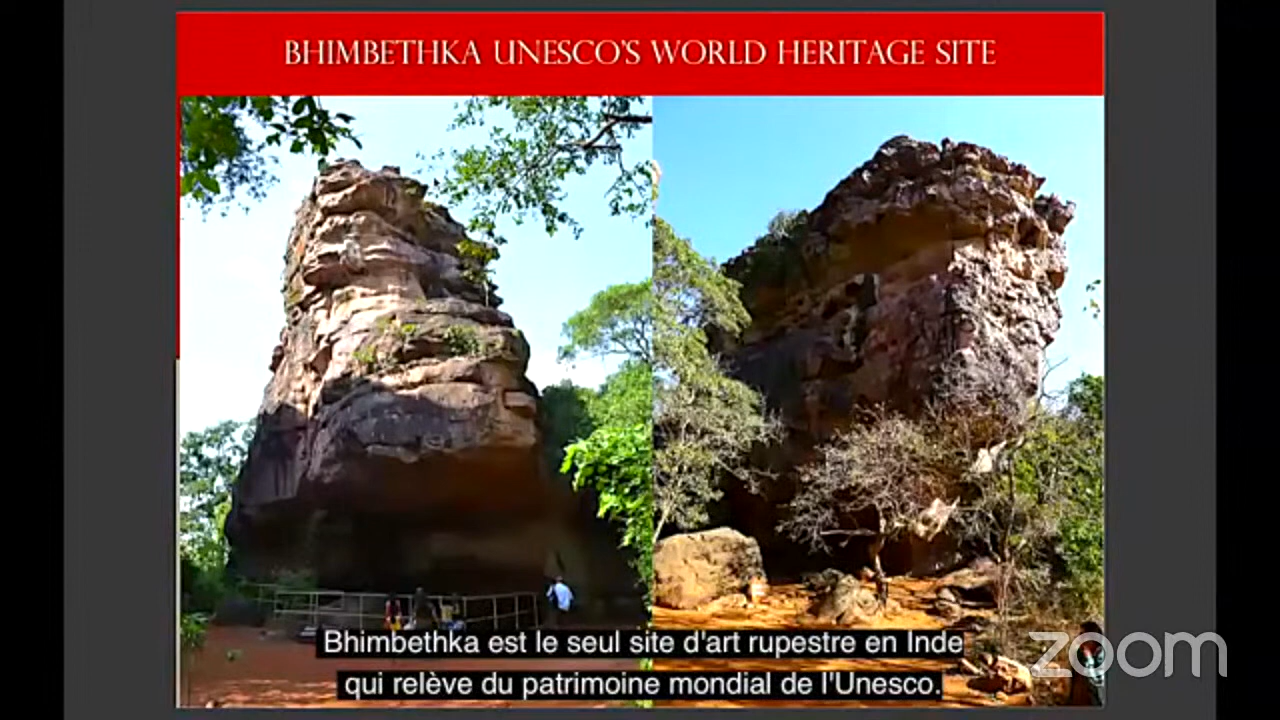 BHIMBETHKA UNESCO'S WORLD HERITAGE SITE
Bhimbethka est le seul site d'art rupestre en Inde
qui relève du patrimoine mondial de l'Unesco.
zoom